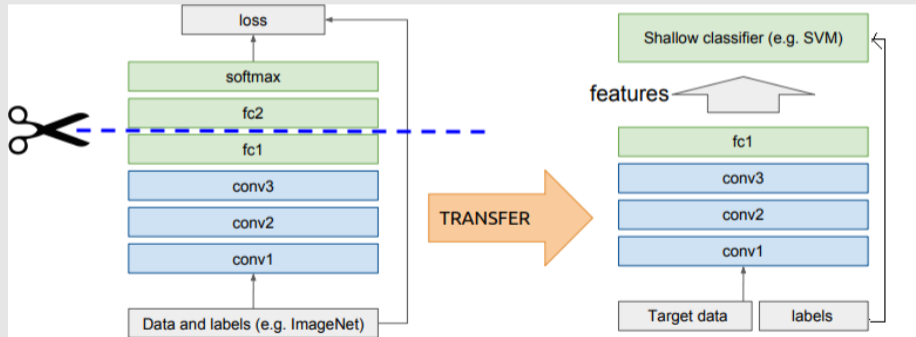 loss
softmax
fc2
fc1
conv3
conv2
conv1
Data and labels (e.g. ImageNet)
TRANSFER
Shallow classifier (e.g. SVM)
features
fc1
conv3
conv2
conv1
Target data
labels